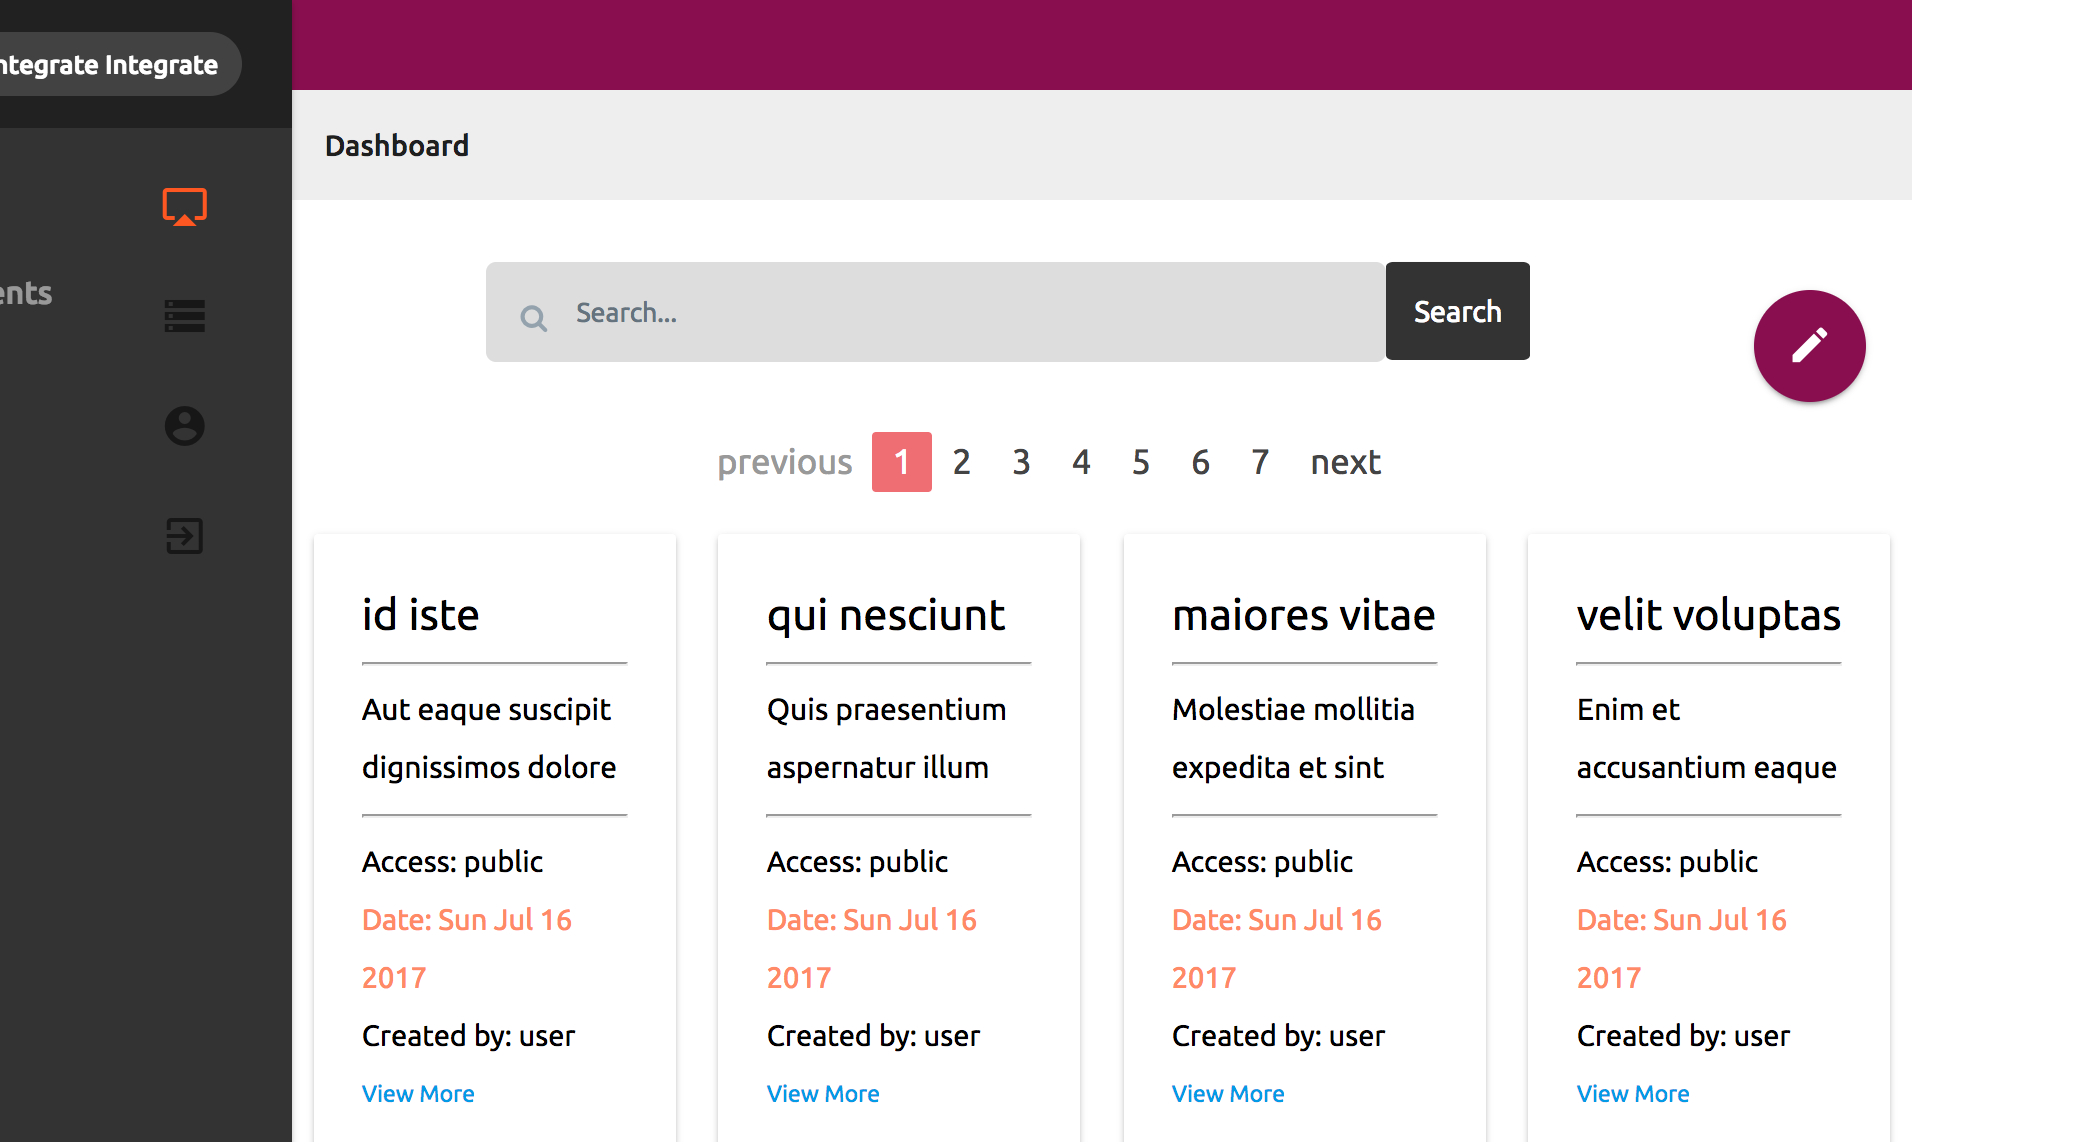 ntegrate Integrate
Dashboard
ents
Search...
Search
previous 1 2 3 4 5 6 7 next
id iste
Aut eaque suscipit
dignissimos dolore
Access: public
Date: Sun Jul 16
2017
Created by: user
View More
qui nesciunt
Quis praesentium
aspernatur illum
Access: public
Date: Sun Jul 16
2017
Created by: user
View More
maiores vitae
Molestiae mollitia
expedita et sint
Access: public
Date: Sun Jul 16
2017
Created by: user
View More
velit voluptas
Enim et
accusantium eaque
Access: public
Date: Sun Jul 16
2017
Created by: user
View More